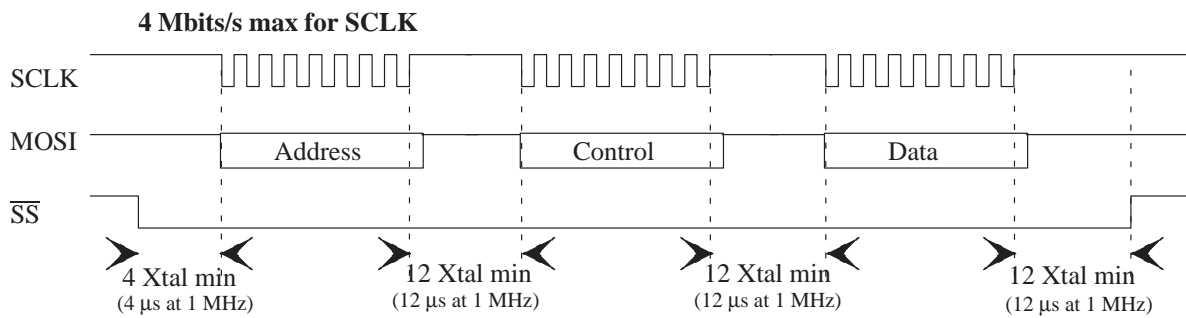 4 Mbits/s max for SCLK
SCLK
MOSI
Address
Control
Data
SS
4 Xtal min
12 Xtal min
12 Xtal min
12 Xtal min
(4 µs at 1 MHz)
(12 µs at 1 MHz)
(12 µs at 1 MHz)
(12 µs at 1 MHz)